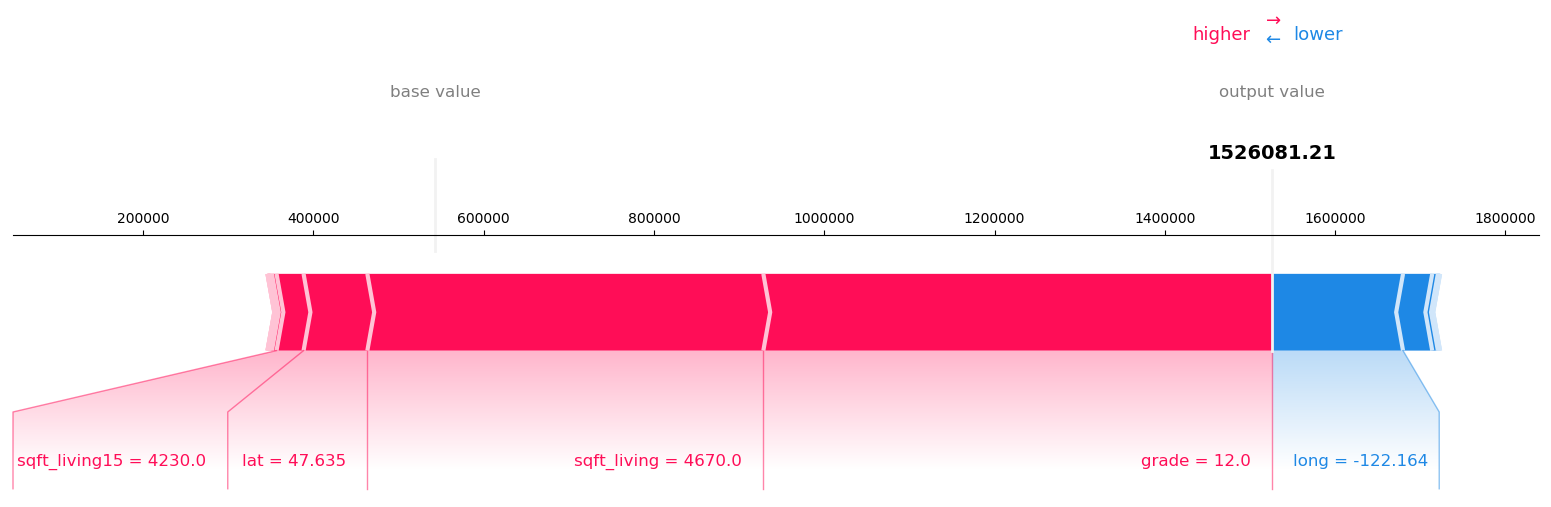 higher → ← lower
base value output value
1526081.21
200000 400000 600000 800000 1000000 1200000 1400000 1600000 1800000
sqft_living15 = 4230.0 lat = 47.635 sqft_living = 4670.0 grade = 12.0 long = -122.164